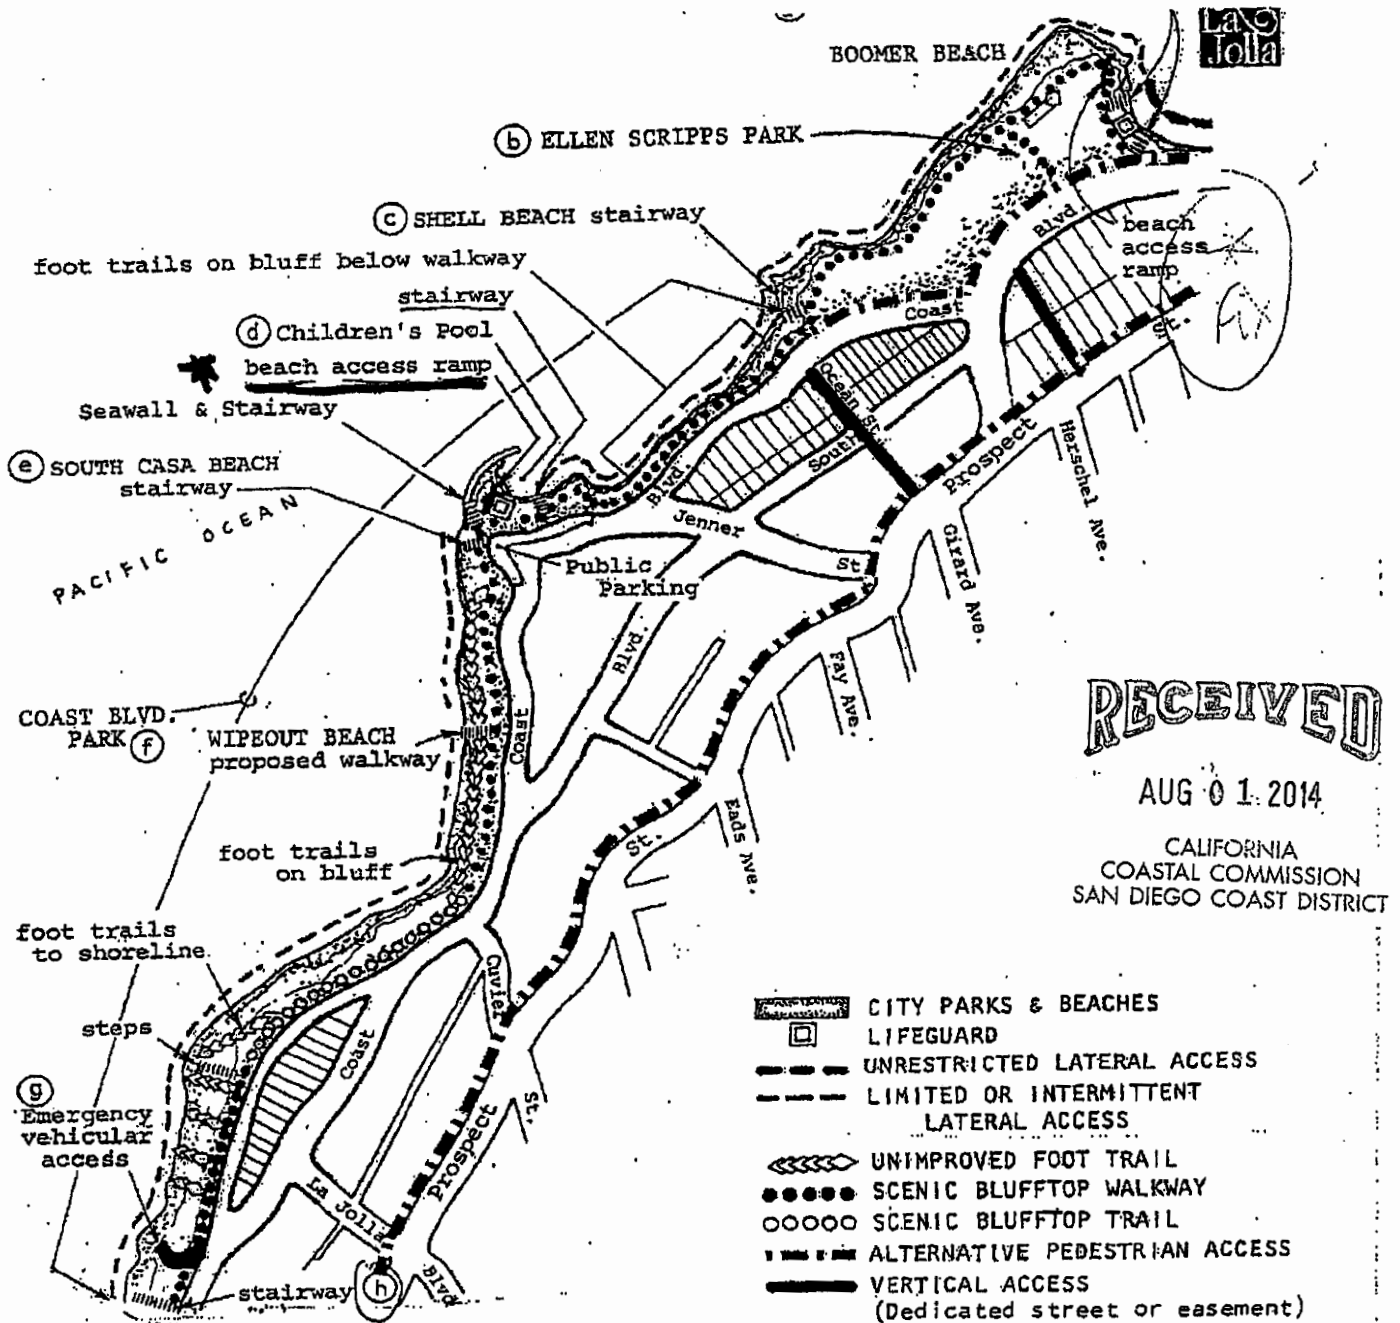 La
Jolla
BOOMER BEACH
(b) ELLEN SCRIPPS PARK
(c) SHELL BEACH stairway
foot trails on bluff below walkway
stairway
(d) Children's Pool
beach access ramp
Seawall & Stairway
(e) SOUTH CASA BEACH
stairway
PACIFIC OCEAN
beach
access
ramp
Blvd
Coast
Ocean St.
South
Blvd.
Jenner
St
Prospect
St.
Herschel Ave.
Girard Ave.
Public
Parking
Blvd.
Fay Ave.
Coast
COAST BLVD.
PARK (f)
WIPEOUT BEACH
proposed walkway
Eads Ave.
St.
foot trails
on bluff
foot trails
to shoreline
steps
Cuvier
Coast
(g)
Emergency
vehicular
access
Prospect
St.
La
Jolla
Blvd
stairway
(h)
RECEIVED
AUG 01 2014
CALIFORNIA
COASTAL COMMISSION
SAN DIEGO COAST DISTRICT
CITY PARKS & BEACHES
LIFEGUARD
UNRESTRICTED LATERAL ACCESS
LIMITED OR INTERMITTENT
LATERAL ACCESS
UNIMPROVED FOOT TRAIL
SCENIC BLUFFTOP WALKWAY
SCENIC BLUFFTOP TRAIL
ALTERNATIVE PEDESTRIAN ACCESS
VERTICAL ACCESS
(Dedicated street or easement)